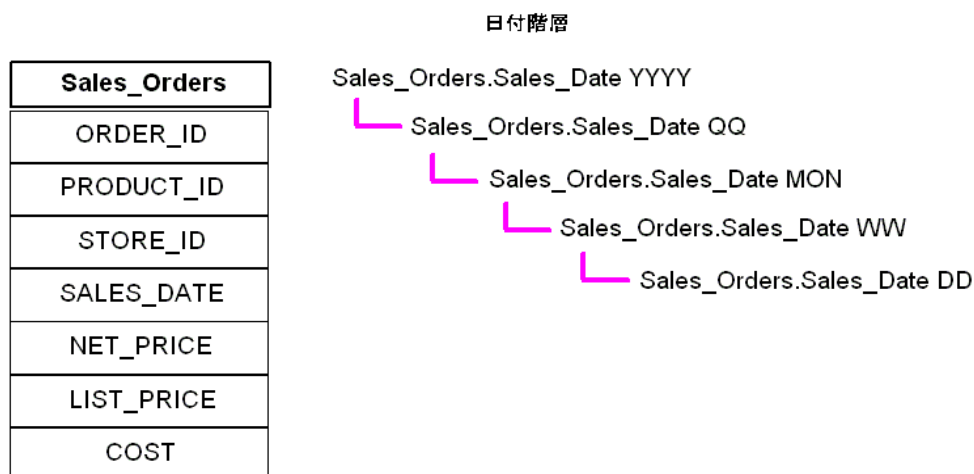 日付階層
Sales_Orders
ORDER_ID
PRODUCT_ID
STORE_ID
SALES_DATE
NET_PRICE
LIST_PRICE
COST
Sales_Orders.Sales_Date YYYY
Sales_Orders.Sales_Date QQ
Sales_Orders.Sales_Date MON
Sales_Orders.Sales_Date WW
Sales_Orders.Sales_Date DD